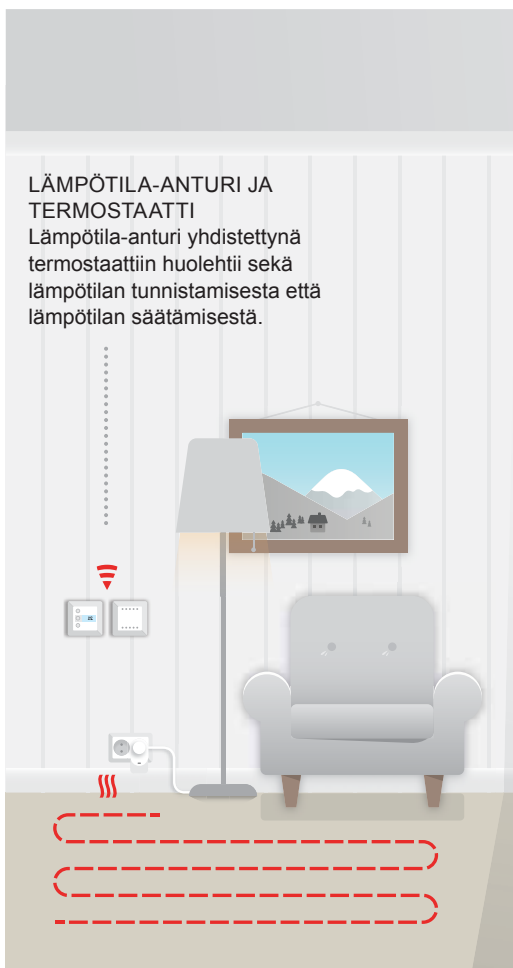 LÄMPÖTILA-ANTURI JA
TERMOSTAATTI
Lämpötila-anturi yhdistettynä
termostaattiin huolehtii sekä
lämpötilan tunnistamisesta että
lämpötilan säätämisestä.